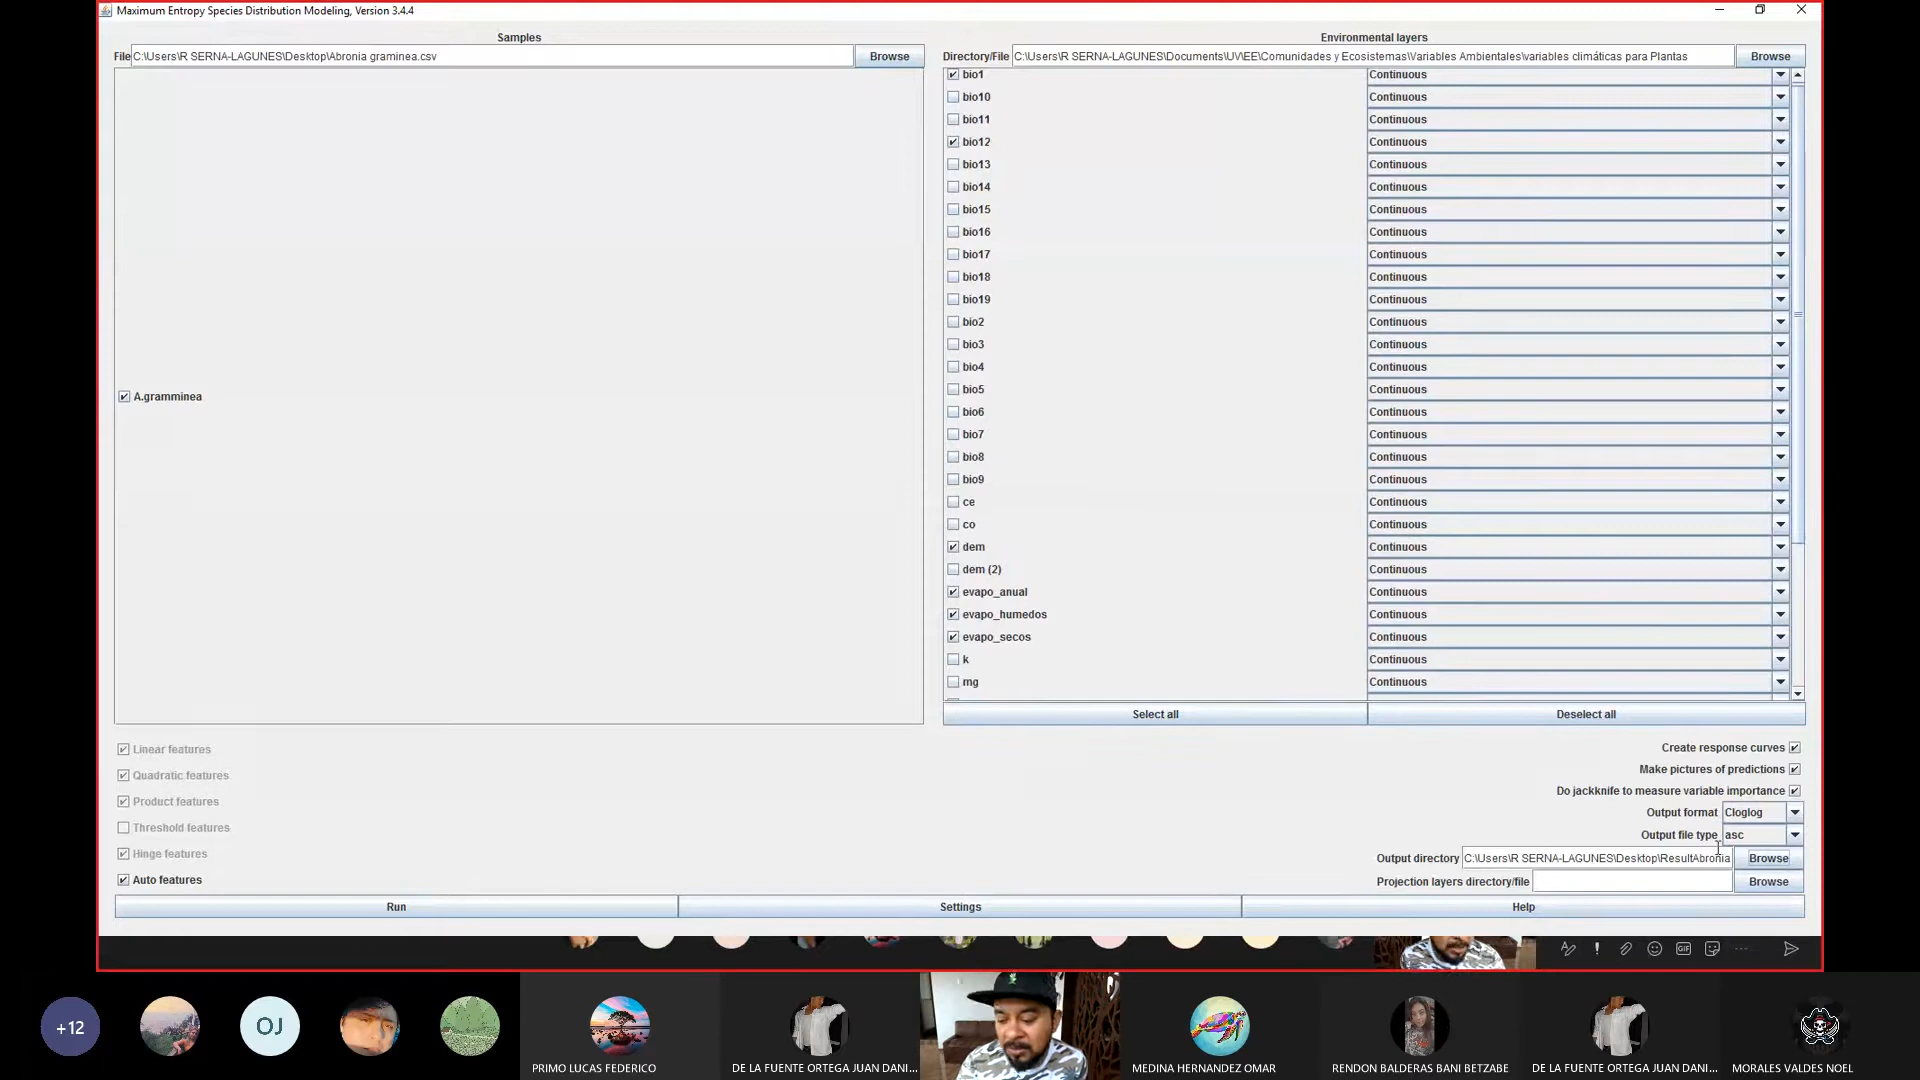 Maximum Entropy Species Distribution Modeling, Version 3.4.4
Samples
File C:\Users\R SERNA-LAGUNES\Desktop\Abronia graminea.csv Browse
A.gramminea
Environmental layers
Directory/File C:\Users\R SERNA-LAGUNES\Documents\UV\EE\Comunidades y Ecosistemas\Variables Ambientales\variables climáticas para Plantas Browse
bio1 Continuous
bio10 Continuous
bio11 Continuous
bio12 Continuous
bio13 Continuous
bio14 Continuous
bio15 Continuous
bio16 Continuous
bio17 Continuous
bio18 Continuous
bio19 Continuous
bio2 Continuous
bio3 Continuous
bio4 Continuous
bio5 Continuous
bio6 Continuous
bio7 Continuous
bio8 Continuous
bio9 Continuous
ce Continuous
co Continuous
dem Continuous
dem (2) Continuous
evapo_anual Continuous
evapo_humedos Continuous
evapo_secos Continuous
k Continuous
mg Continuous
Select all Deselect all
Linear features
Quadratic features
Product features
Threshold features
Hinge features
Auto features
Create response curves
Make pictures of predictions
Do jackknife to measure variable importance
Output format Cloglog
Output file type asc
Output directory C:\Users\R SERNA-LAGUNES\Desktop\ResultAbronia Browse
Projection layers directory/file Browse
Run Settings Help
GIF
+12
OJ
PRIMO LUCAS FEDERICO
DE LA FUENTE ORTEGA JUAN DANI...
MEDINA HERNANDEZ OMAR
RENDON BALDERAS BANI BETZABE
DE LA FUENTE ORTEGA JUAN DANI...
MORALES VALDES NOEL